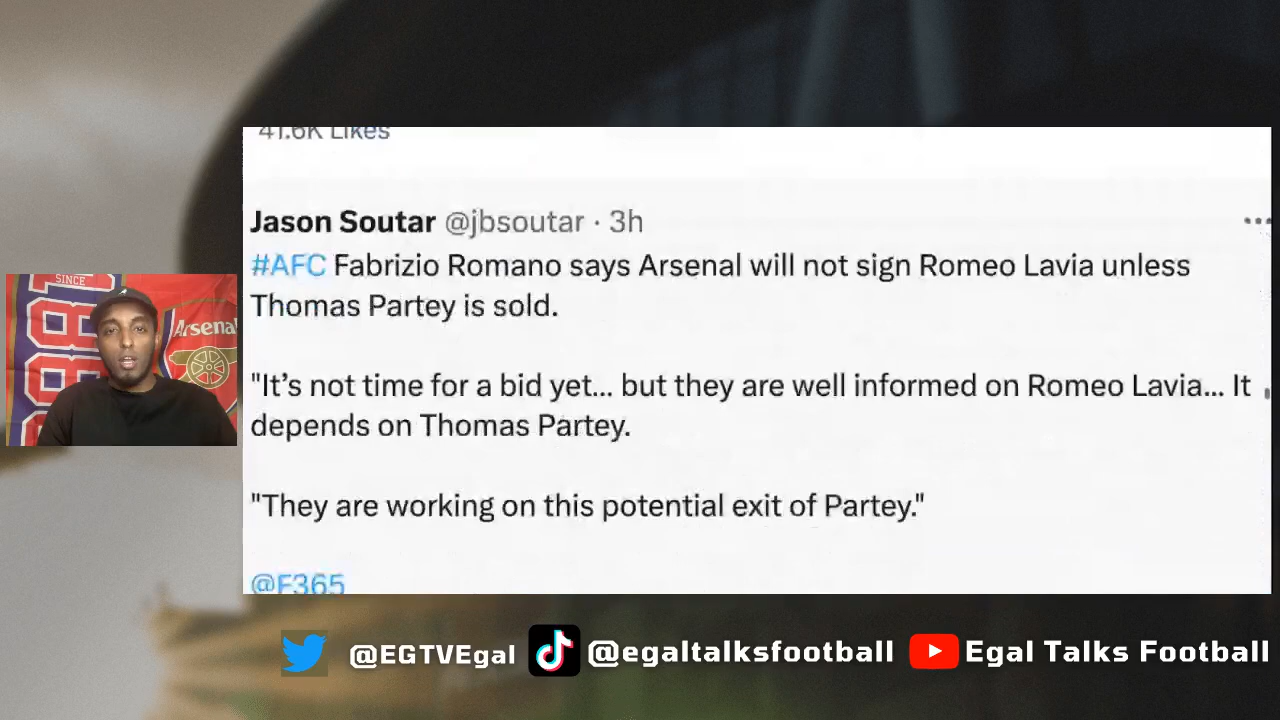 41.6K Likes
Jason Soutar @jbsoutar · 3h
#AFC Fabrizio Romano says Arsenal will not sign Romeo Lavia unless
Thomas Partey is sold.
"It's not time for a bid yet... but they are well informed on Romeo Lavia... It
depends on Thomas Partey.
"They are working on this potential exit of Partey."
@F365
SINCE
Arsenal
@EGTVEgal
@egaltalksfootball
Egal Talks Football